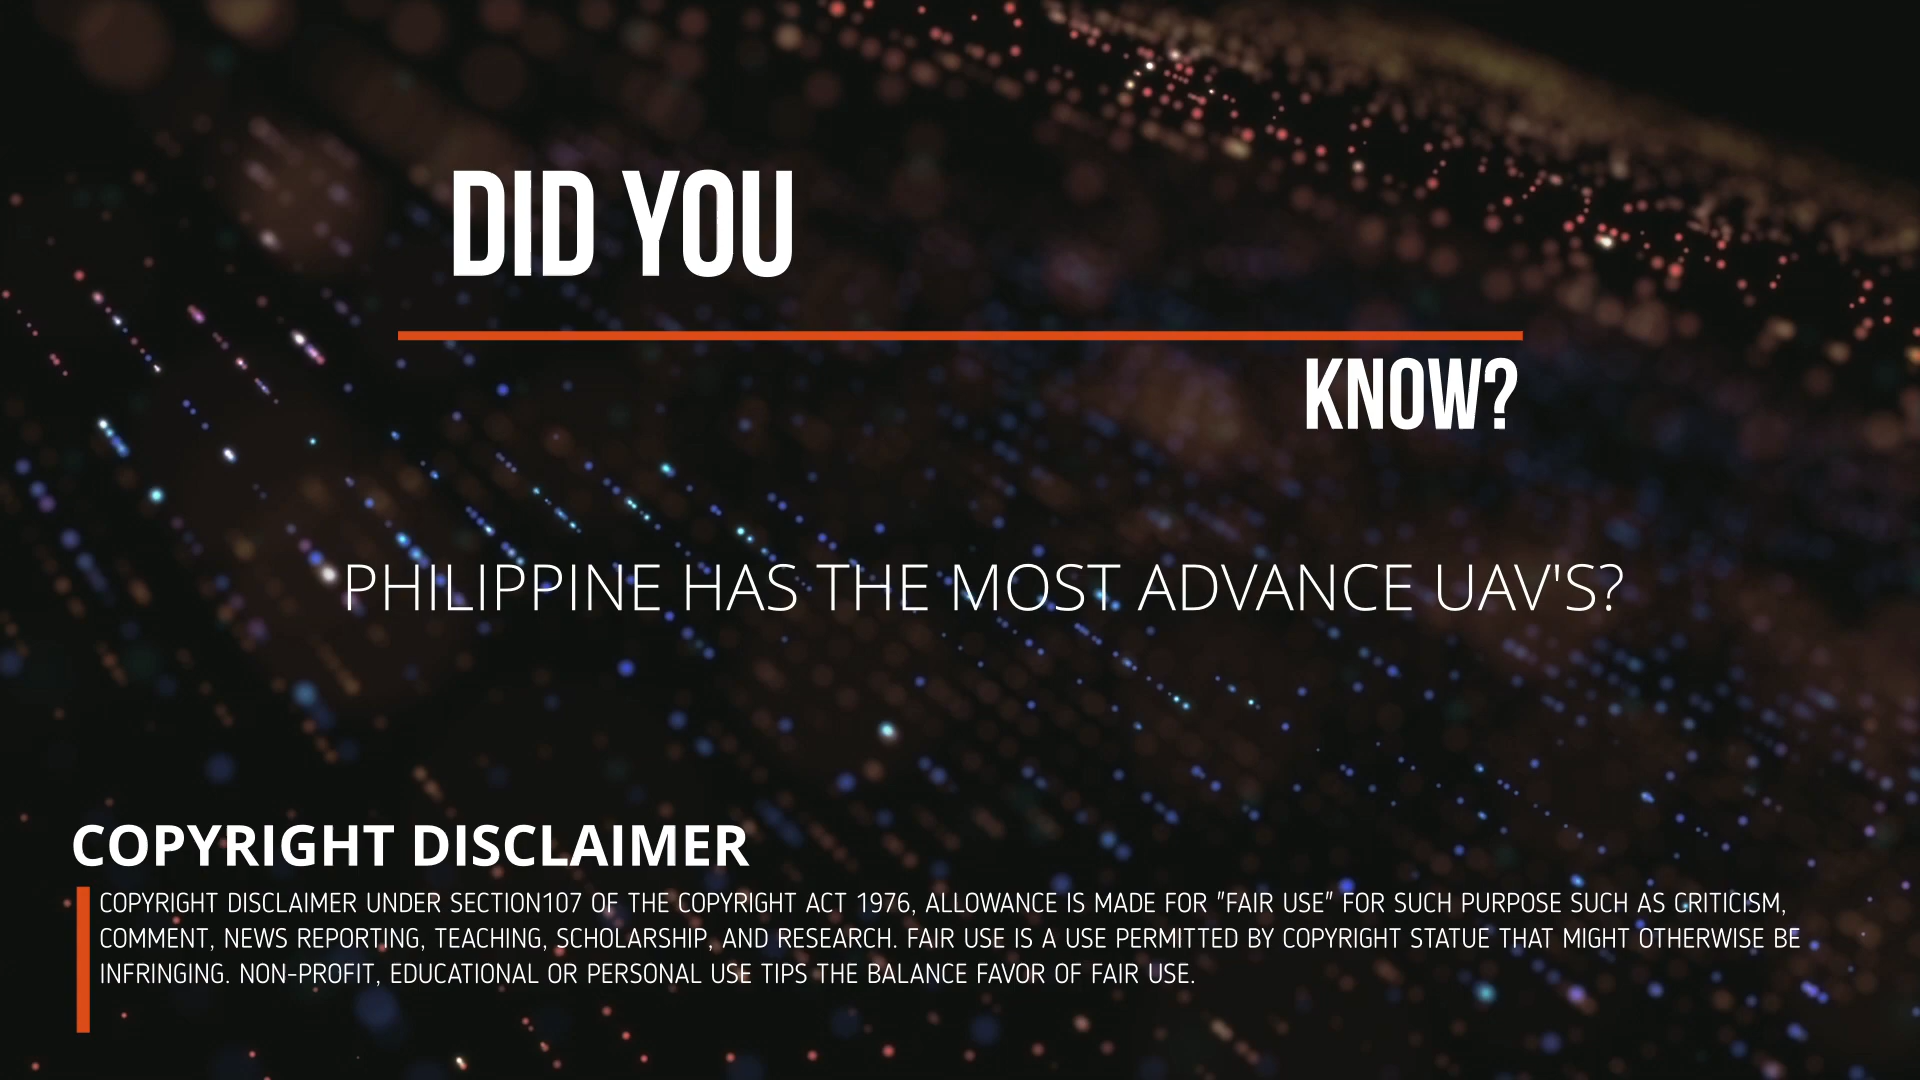 DID YOU
KNOW?
PHILIPPINE HAS THE MOST ADVANCE UAV'S?
COPYRIGHT DISCLAIMER
COPYRIGHT DISCLAIMER UNDER SECTION107 OF THE COPYRIGHT ACT 1976, ALLOWANCE IS MADE FOR "FAIR USE" FOR SUCH PURPOSE SUCH AS CRITICISM,
COMMENT, NEWS REPORTING, TEACHING, SCHOLARSHIP, AND RESEARCH. FAIR USE IS A USE PERMITTED BY COPYRIGHT STATUE THAT MIGHT OTHERWISE BE
INFRINGING. NON-PROFIT, EDUCATIONAL OR PERSONAL USE TIPS THE BALANCE FAVOR OF FAIR USE.